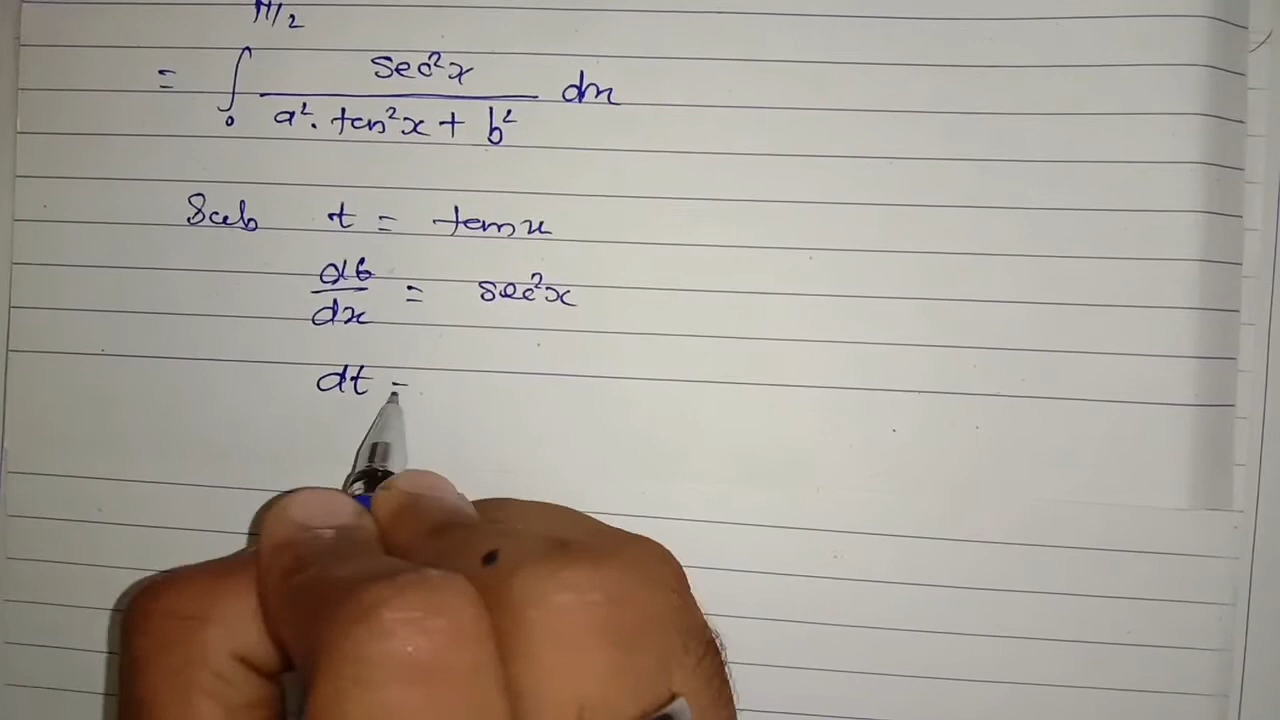 π/2
= ∫₀ sec²x / (a². tan²x + b²) dx
Sub t = tanx
dt/dx = sec²x
dt =